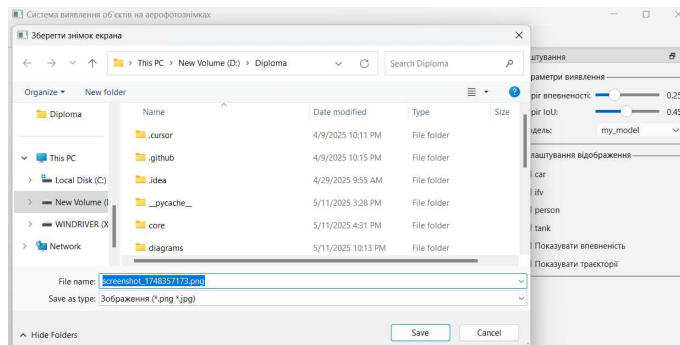 Система виявлення об'єктів на аерофотознімках
Зберегти знімок екрана
This PC > New Volume (D:) > Diploma
Search Diploma
Organize
New folder
Diploma
This PC
Local Disk (C:)
New Volume (
WINDRIVER (X
Network
Name
Date modified
Type
Size
.cursor
4/9/2025 10:11 PM
File folder
.github
4/9/2025 10:15 PM
File folder
.idea
4/29/2025 9:55 AM
File folder
__pycache__
5/11/2025 3:28 PM
File folder
core
5/11/2025 4:31 PM
File folder
diagrams
5/11/2025 10:13 PM
File folder
File name: screenshot_1748357173.png
Save as type: Зображення (*.png *.jpg)
Hide Folders
Save
Cancel
штування
раметри виявлення
ріг впевненості:
0.25
ріг IoU:
0.45
дель:
my_model
лаштування відображення
car
ifv
person
tank
Показувати впевненість
Показувати траєкторії